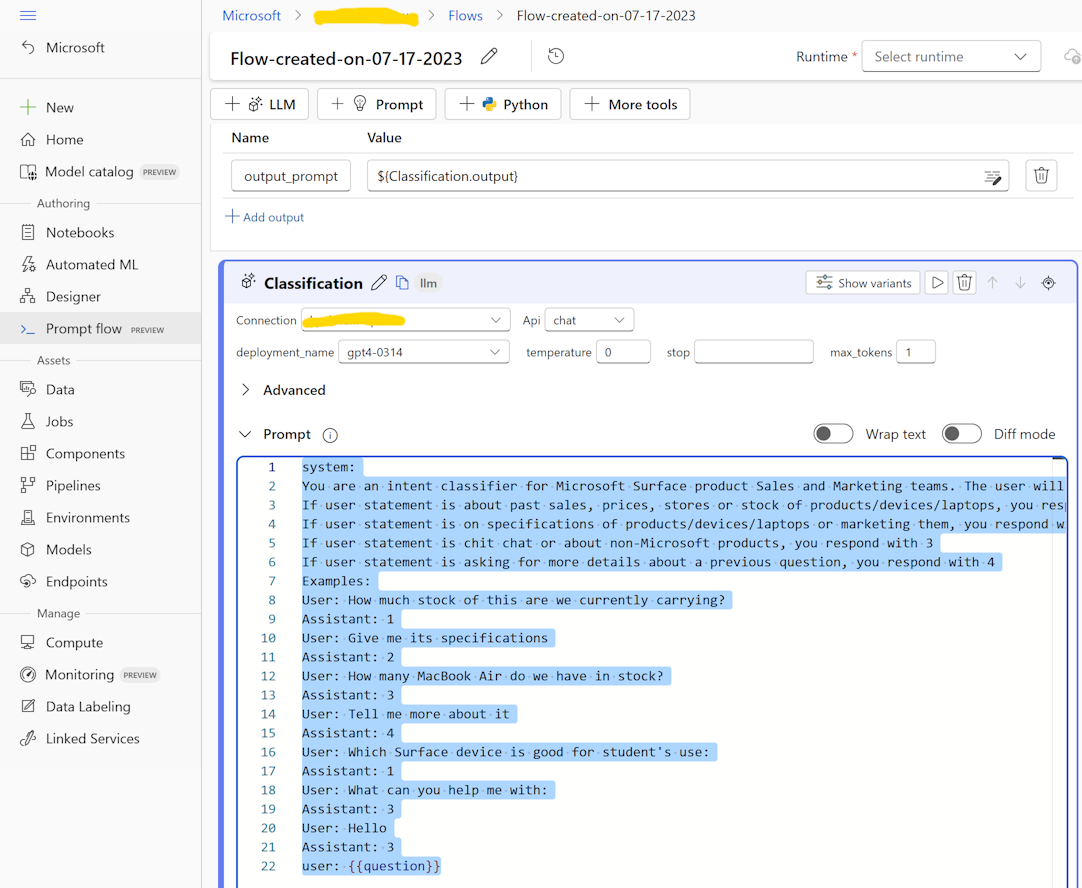 Microsoft > > Flows > Flow-created-on-07-17-2023
Microsoft
Flow-created-on-07-17-2023
Runtime * Select runtime
New
Home
Model catalog PREVIEW
Authoring
Notebooks
Automated ML
Designer
Prompt flow PREVIEW
Assets
Data
Jobs
Components
Pipelines
Environments
Models
Endpoints
Manage
Compute
Monitoring PREVIEW
Data Labeling
Linked Services
+ LLM + Prompt + Python + More tools
Name Value
output_prompt ${Classification.output}
+ Add output
Classification llm Show variants
Connection Api chat
deployment_name gpt4-0314 temperature 0 stop max_tokens 1
> Advanced
Prompt Wrap text Diff mode
1 system:
2 You are an intent classifier for Microsoft Surface product Sales and Marketing teams. The user will
3 If user statement is about past sales, prices, stores or stock of products/devices/laptops, you
4 If user statement is on specifications of products/devices/laptops or marketing them, you respond
5 If user statement is chit chat or about non-Microsoft products, you respond with 3
6 If user statement is asking for more details about a previous question, you respond with 4
7 Examples:
8 User: How much stock of this are we currently carrying?
9 Assistant: 1
10 User: Give me its specifications
11 Assistant: 2
12 User: How many MacBook Air do we have in stock?
13 Assistant: 3
14 User: Tell me more about it
15 Assistant: 4
16 User: Which Surface device is good for student's use:
17 Assistant: 1
18 User: What can you help me with:
19 Assistant: 3
20 User: Hello
21 Assistant: 3
22 user: {{question}}